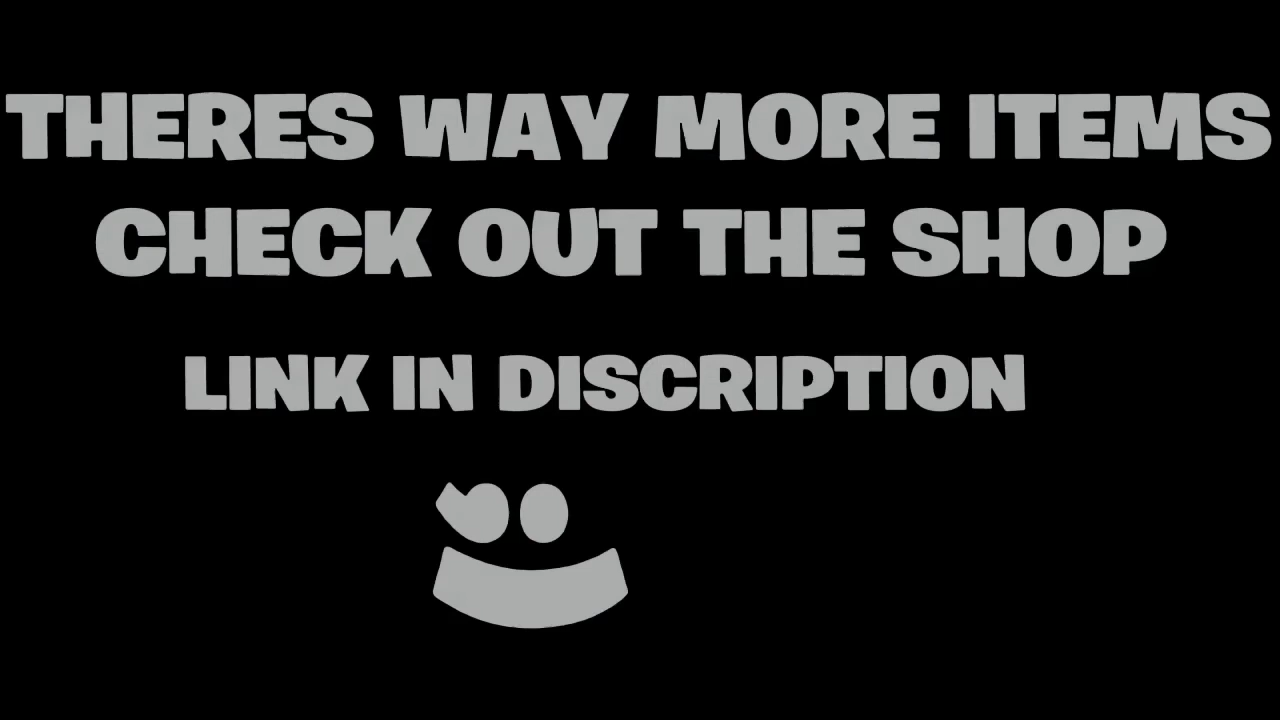 THERES WAY MORE ITEMS
CHECK OUT THE SHOP
LINK IN DISCRIPTION